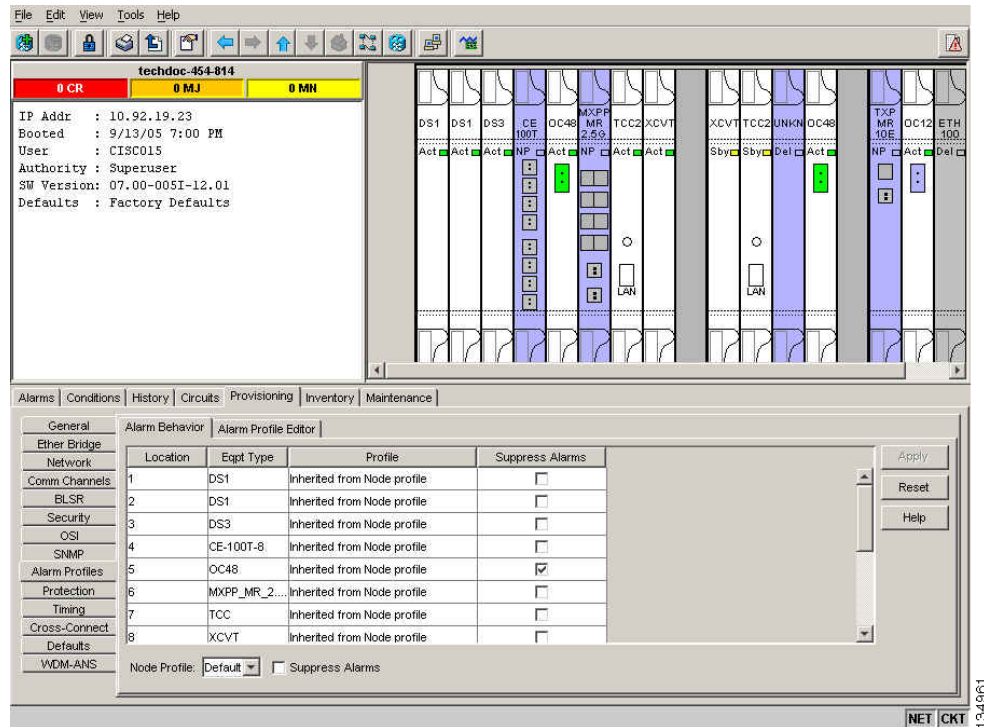 File Edit View Tools Help
techdoc-454-814
0 CR 0 MJ 0 MN
IP Addr : 10.92.19.23
Booted : 9/13/05 7:00 PM
User : CISCO15
Authority : Superuser
SW Version: 07.00-005I-12.01
Defaults : Factory Defaults
DS1 DS1 DS3 CE 100T OC48 MXPP MR 2.5G TCC2 XCVT XCVT TCC2 UNKN OC48 TXP MR 10E OC12 ETH 100
Act Act Act NP Act NP Act Act Sby Sby Del Act NP Act Del
LAN LAN
Alarms Conditions History Circuits Provisioning Inventory Maintenance
General
Ether Bridge
Network
Comm Channels
BLSR
Security
OSI
SNMP
Alarm Profiles
Protection
Timing
Cross-Connect
Defaults
WDM-ANS
Alarm Behavior Alarm Profile Editor
Location Eqpt Type Profile Suppress Alarms
1 DS1 Inherited from Node profile
2 DS1 Inherited from Node profile
3 DS3 Inherited from Node profile
4 CE-100T-8 Inherited from Node profile
5 OC48 Inherited from Node profile
6 MXPP_MR_2.... Inherited from Node profile
7 TCC Inherited from Node profile
8 XCVT Inherited from Node profile
Node Profile: Default Suppress Alarms
Apply
Reset
Help
NET CKT
134961